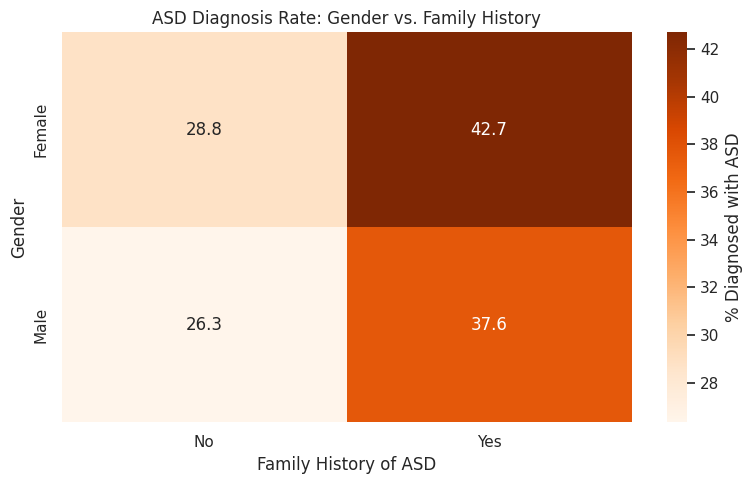 ASD Diagnosis Rate: Gender vs. Family History
Gender
Female
Male
28.8
42.7
26.3
37.6
No
Yes
Family History of ASD
42
40
38
36
34
32
30
28
% Diagnosed with ASD